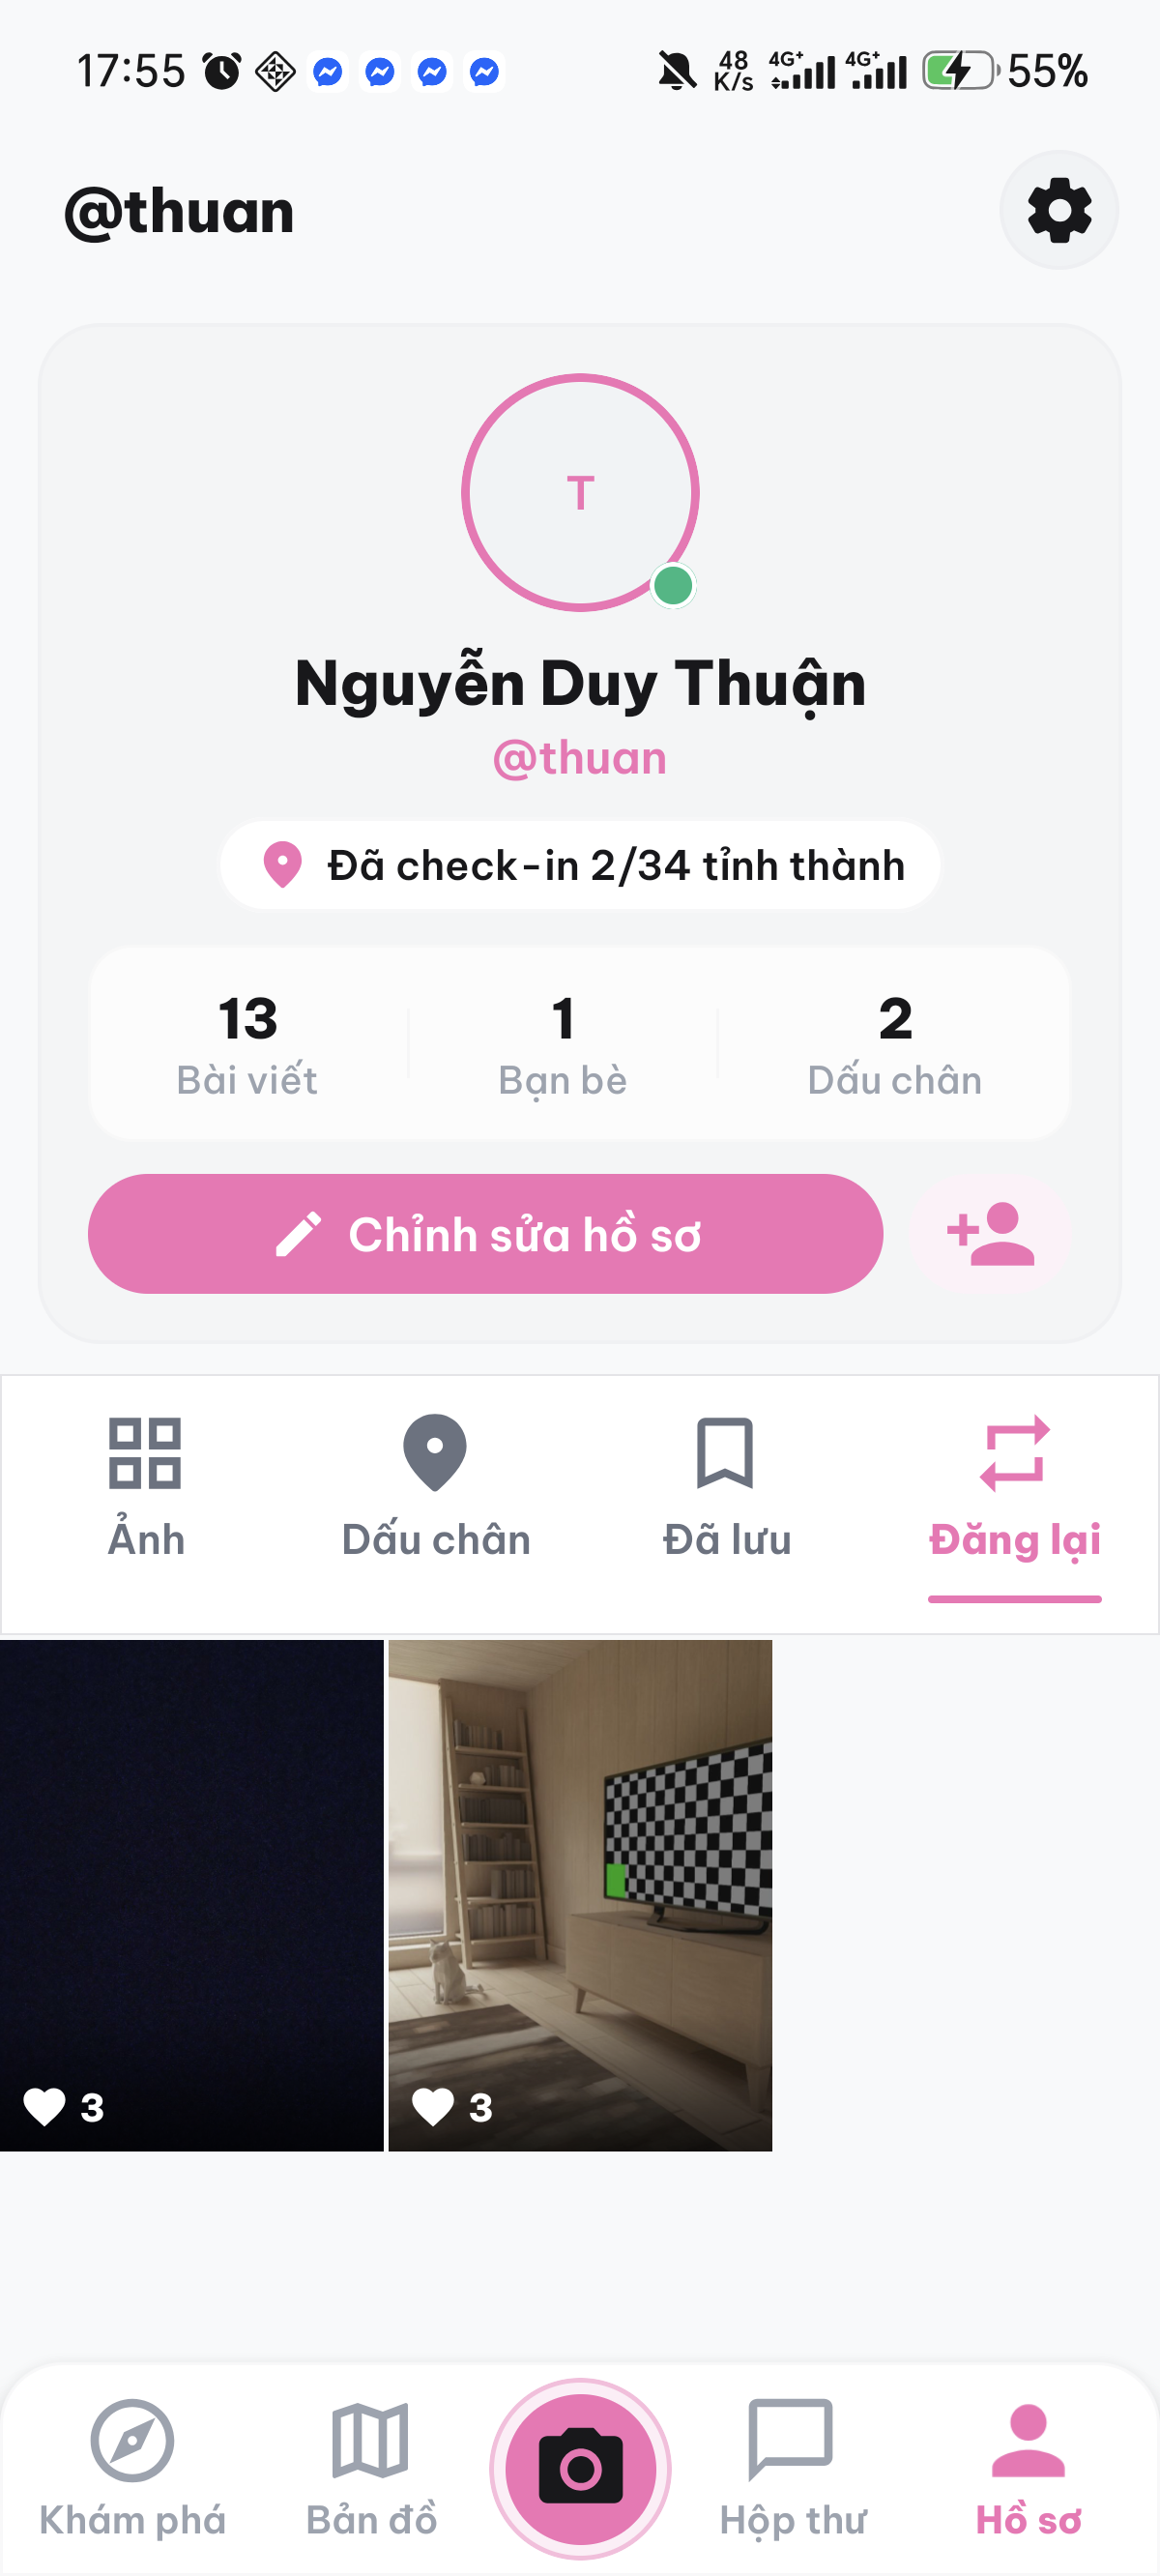 17:55
48 K/s
4G+
4G+
55%
@thuan
T
Nguyễn Duy Thuận
@thuan
Đã check-in 2/34 tỉnh thành
13
1
2
Bài viết
Bạn bè
Dấu chân
Chỉnh sửa hồ sơ
Ảnh
Dấu chân
Đã lưu
Đăng lại
3
3
Khám phá
Bản đồ
Hộp thư
Hồ sơ